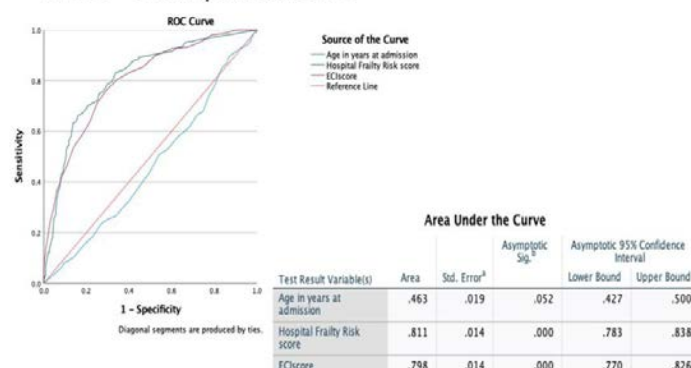 ROC Curve
1.0
0.8
0.6
0.4
0.2
0.0
Sensitivity
0.0 0.2 0.4 0.6 0.8 1.0
1 - Specificity
Diagonal segments are produced by ties.
Source of the Curve
Age in years at admission
Hospital Frailty Risk score
ECIscore
Reference Line
Area Under the Curve
Test Result Variable(s) Area Std. Errorᵃ Asymptotic Sig.ᵇ Asymptotic 95% Confidence Interval
Lower Bound Upper Bound
Age in years at admission .463 .019 .052 .427 .500
Hospital Frailty Risk score .811 .014 .000 .783 .838
ECIscore .798 .014 .000 .770 .826